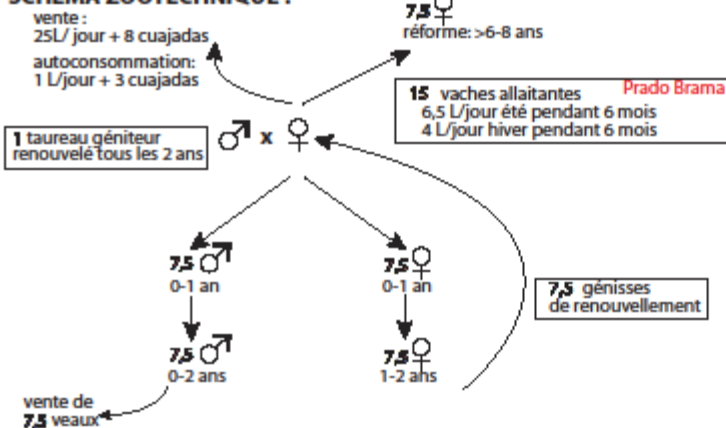 SCHÉMA ZOOTECHNIQUE :
vente :
25L/ jour + 8 cuajadas
autoconsommation:
1 L/jour + 3 cuajadas
7,5 ♀
réforme: >6-8 ans
15 vaches allaitantes Prado Brama
6,5 L/jour été pendant 6 mois
4 L/jour hiver pendant 6 mois
1 taureau géniteur
renouvelé tous les 2 ans
♂ x ♀
7,5 ♂
0-1 an
7,5 ♀
0-1 an
7,5 génisses
de renouvellement
7,5 ♂
0-2 ans
7,5 ♀
1-2 ans
vente de
7,5 veaux